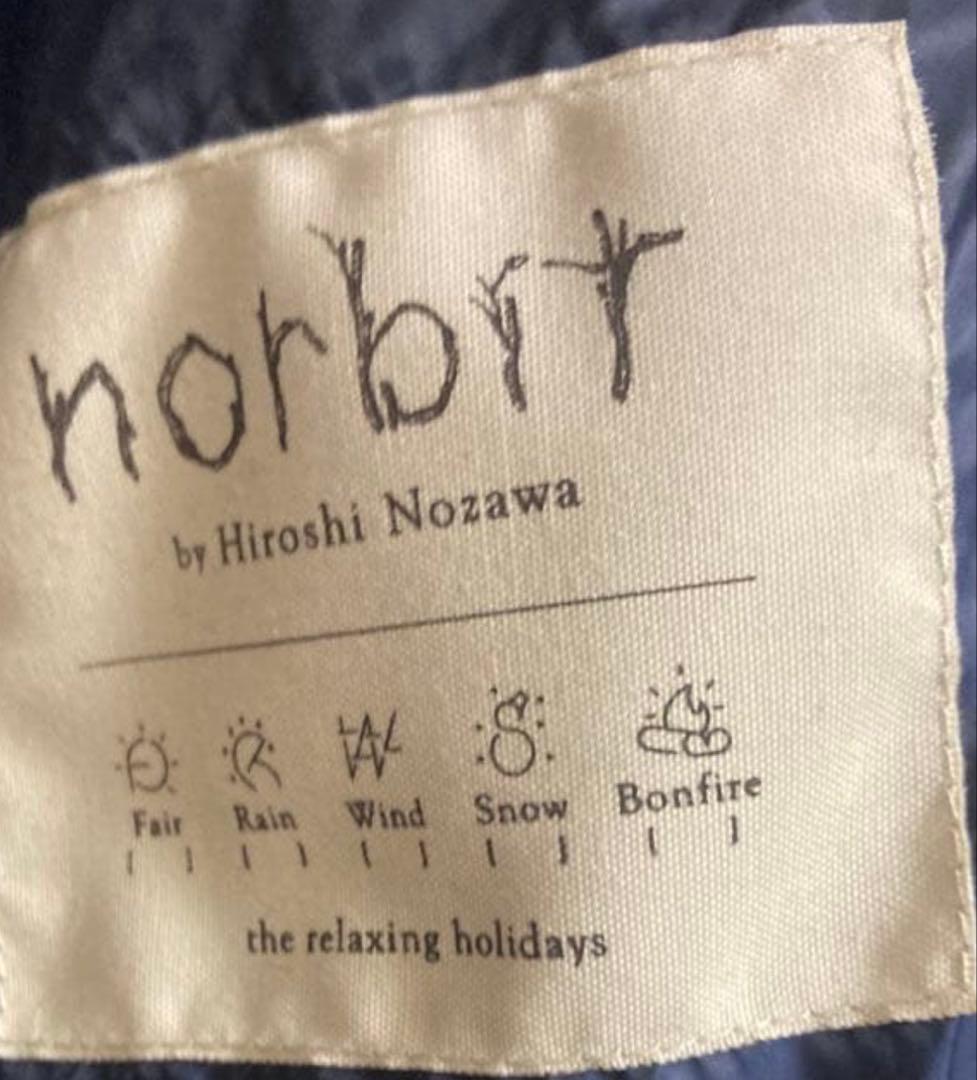 norbit
by Hiroshi Nozawa
Fair Rain Wind Snow Bonfire
the relaxing holidays